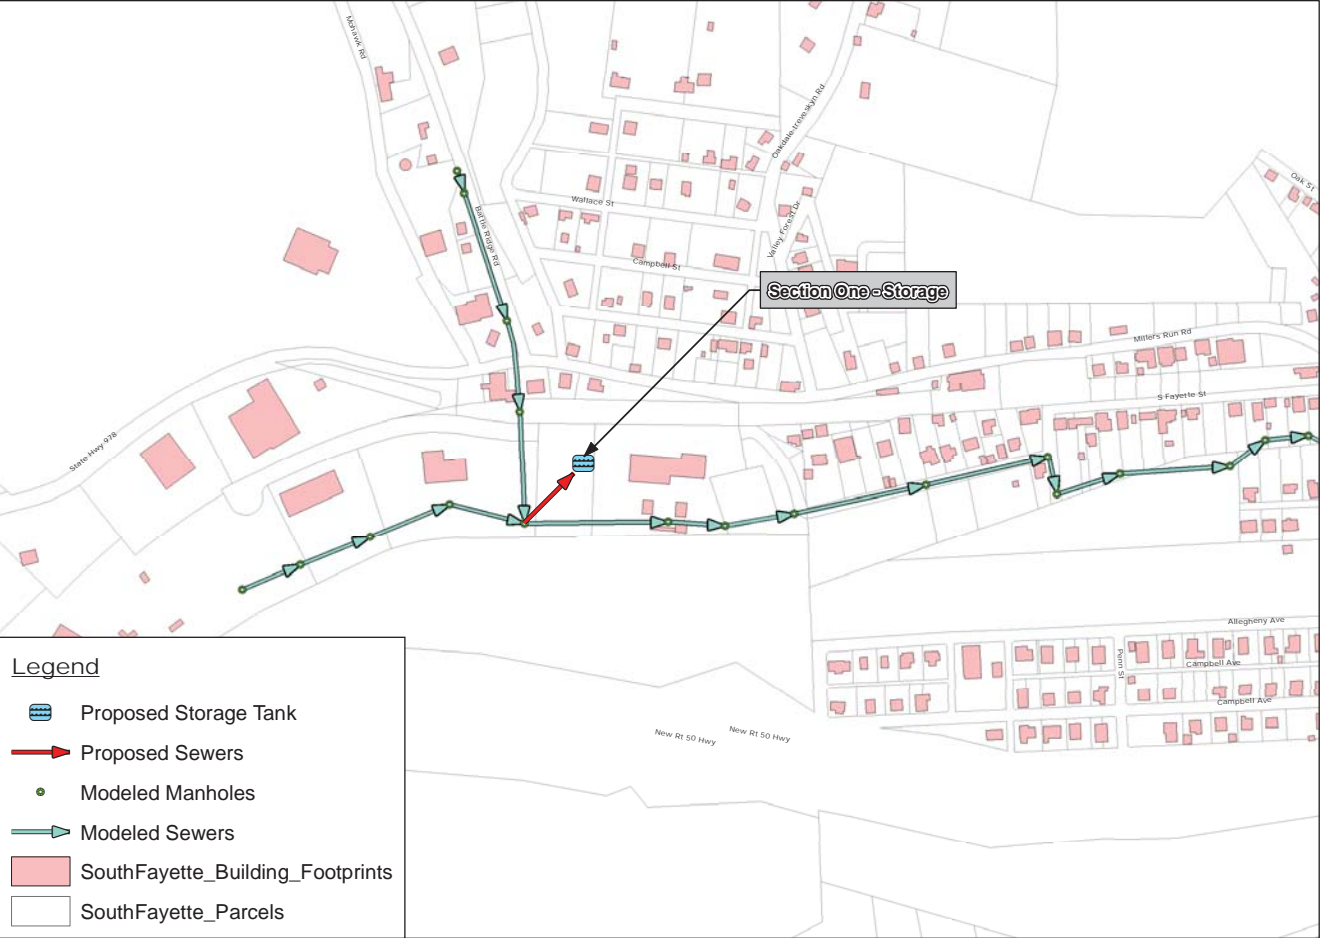 Mohawk Rd
Oakdale-treveskyn Rd
Oak St
Wallace St
Battle Ridge Rd
Valley Forest Dr
Campbell St
Section One - Storage
Millers Run Rd
S Fayette St
State Hwy 978
Allegheny Ave
Penn St
Campbell Ave
Campbell Ave
New Rt 50 Hwy
New Rt 50 Hwy
Legend
Proposed Storage Tank
Proposed Sewers
Modeled Manholes
Modeled Sewers
SouthFayette_Building_Footprints
SouthFayette_Parcels